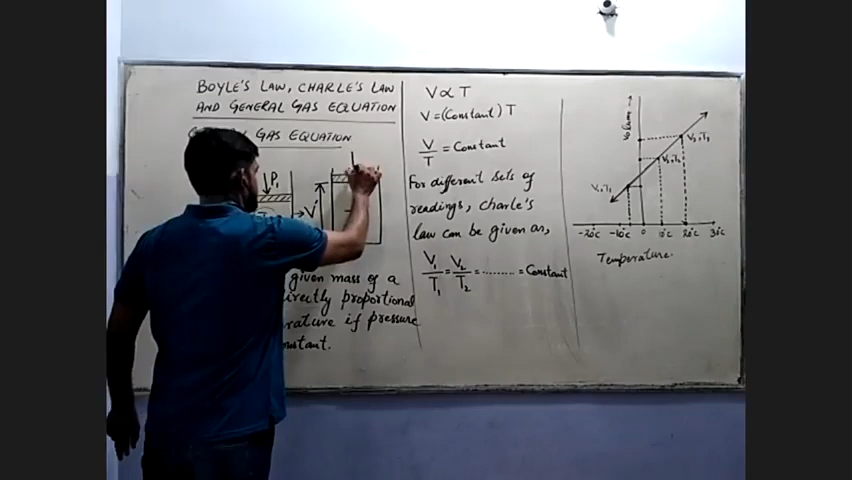 BOYLE'S LAW, CHARLE'S LAW
AND GENERAL GAS EQUATION
GAS EQUATION
P₁
V'
given mass of a
directly proportional
if pressure
V ∝ T
V = (Constant) T
V/T = Constant
For different sets of
readings, Charle's
law can be given as,
V₁/T₁ = V₂/T₂ = ........ = Constant
Volume →
V₃, T₃
V₂, T₂
V₁, T₁
-20°C -10°C 0 10°C 20°C 30°C
Temperature.